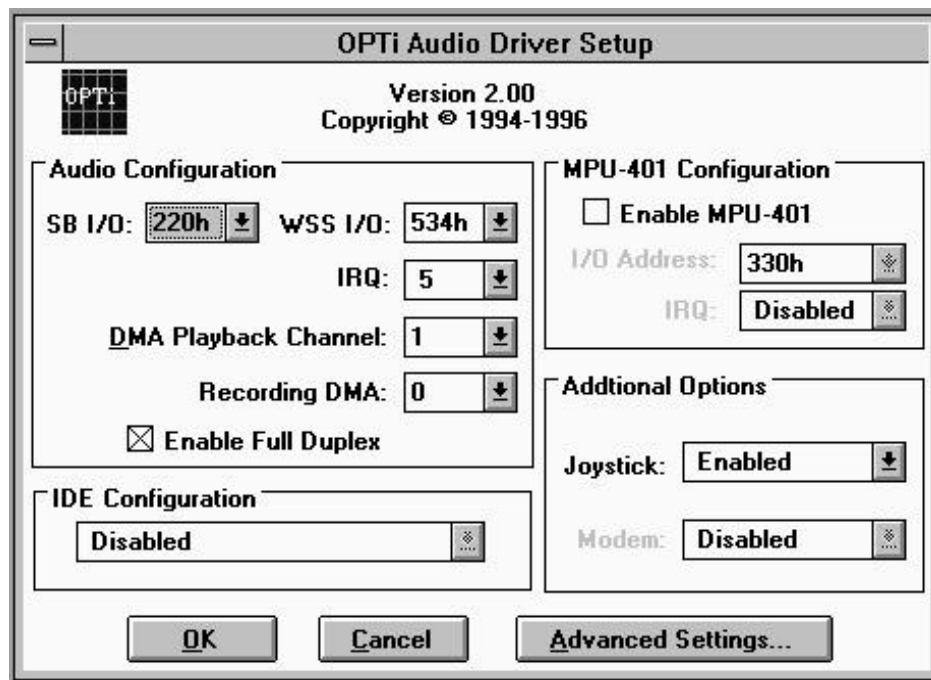 OPTi Audio Driver Setup
OPTi
Version 2.00
Copyright © 1994-1996
Audio Configuration
SB I/O: 220h WSS I/O: 534h
IRQ: 5
DMA Playback Channel: 1
Recording DMA: 0
Enable Full Duplex
IDE Configuration
Disabled
MPU-401 Configuration
Enable MPU-401
I/O Address: 330h
IRQ: Disabled
Addtional Options
Joystick: Enabled
Modem: Disabled
OK Cancel Advanced Settings...